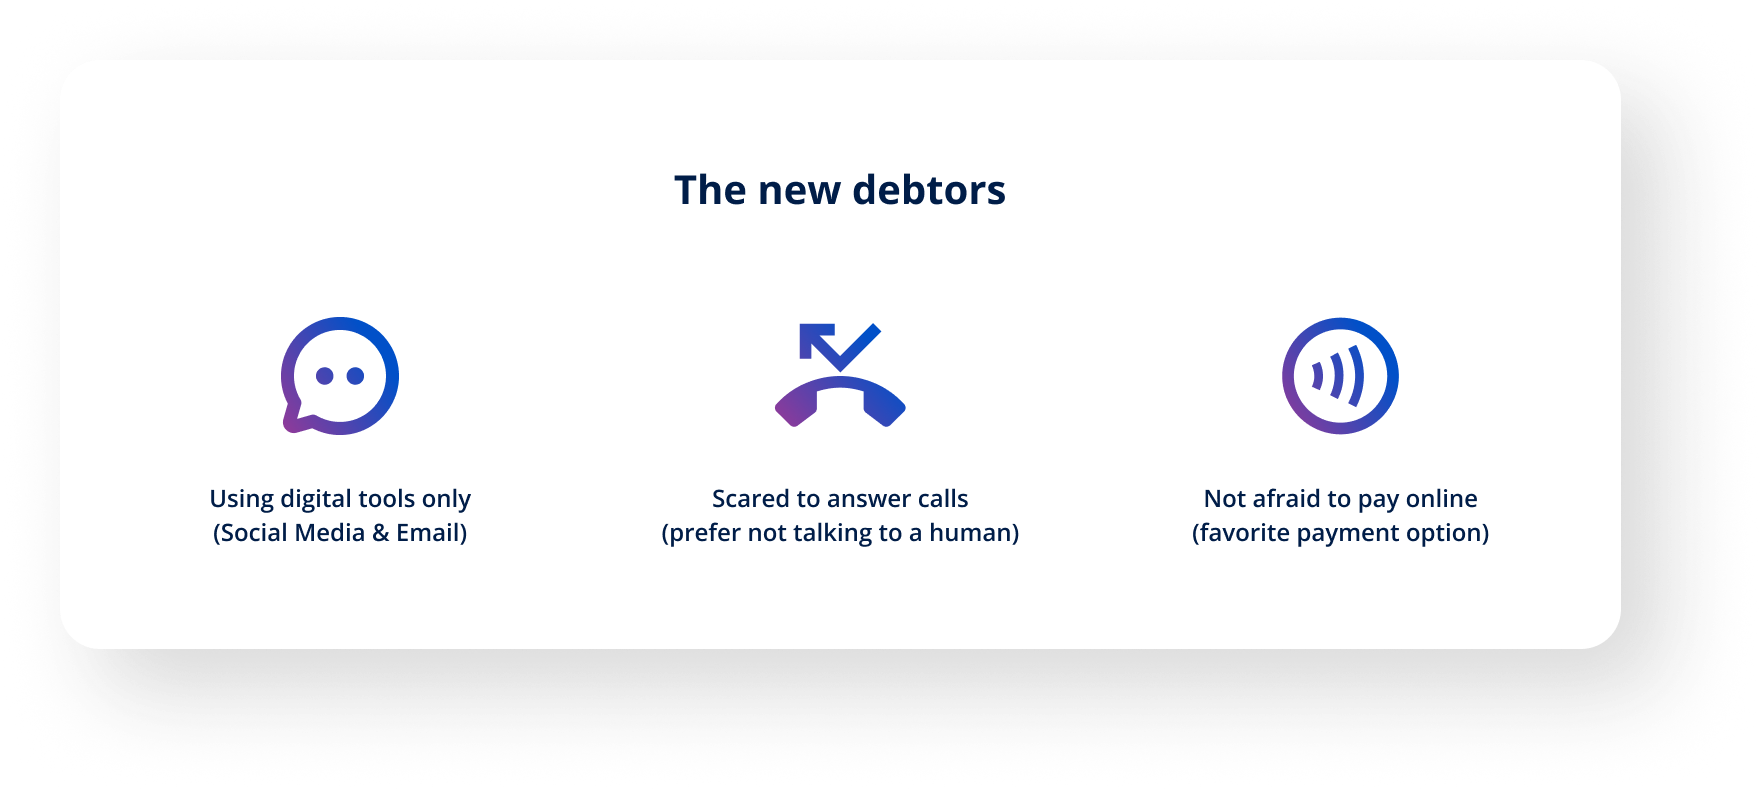 The new debtors
Using digital tools only
(Social Media & Email)
Scared to answer calls
(prefer not talking to a human)
Not afraid to pay online
(favorite payment option)